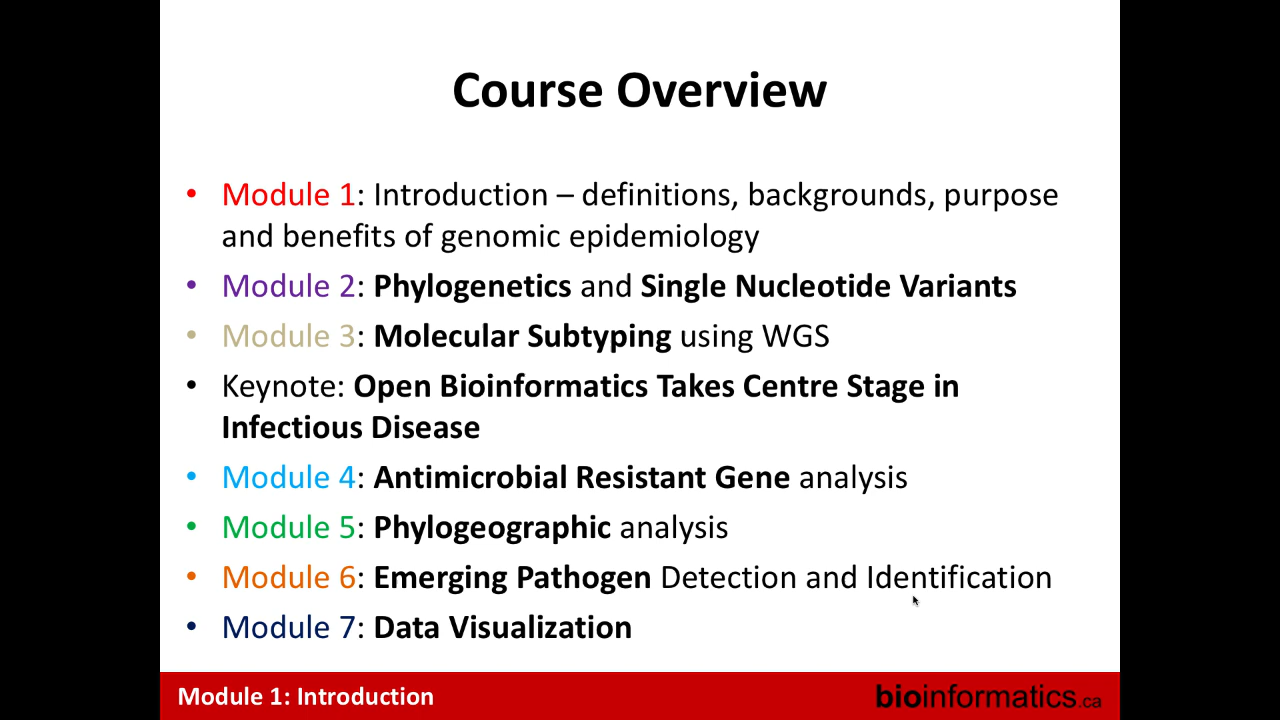 Course Overview
• Module 1: Introduction – definitions, backgrounds, purpose
and benefits of genomic epidemiology
• Module 2: Phylogenetics and Single Nucleotide Variants
• Module 3: Molecular Subtyping using WGS
• Keynote: Open Bioinformatics Takes Centre Stage in
Infectious Disease
• Module 4: Antimicrobial Resistant Gene analysis
• Module 5: Phylogeographic analysis
• Module 6: Emerging Pathogen Detection and Identification
• Module 7: Data Visualization
Module 1: Introduction
bioinformatics.ca